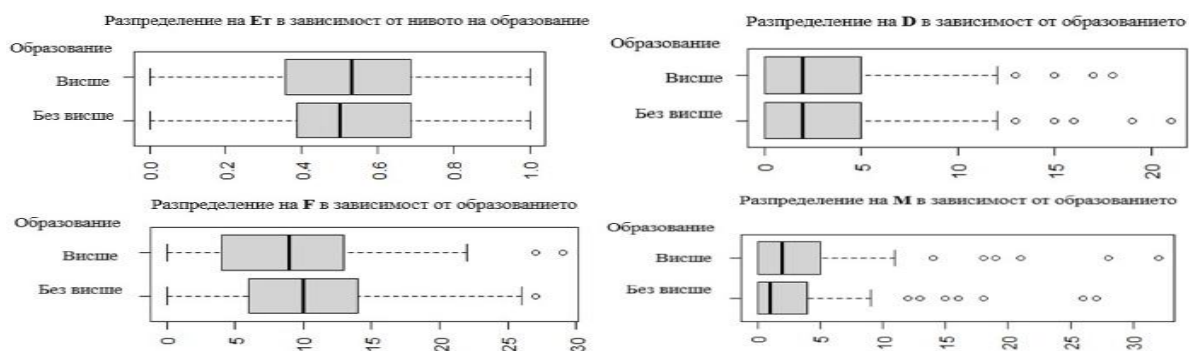 Разпределение на Ет в зависимост от нивото на образование
Образование
Висше
Без висше
0.0 0.2 0.4 0.6 0.8 1.0
Разпределение на D в зависимост от образованието
Образование
Висше
Без висше
0 5 10 15 20
Разпределение на F в зависимост от образованието
Образование
Висше
Без висше
0 5 10 15 20 25 30
Разпределение на M в зависимост от образованието
Образование
Висше
Без висше
0 5 10 15 20 25 30